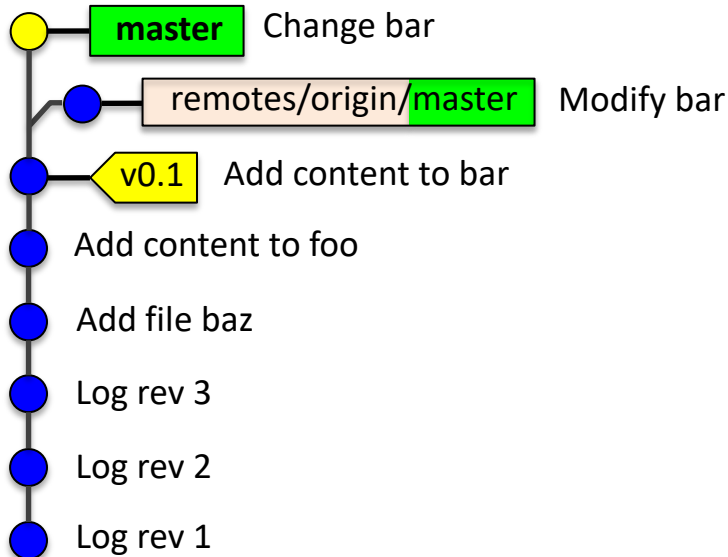 master Change bar
remotes/origin/master Modify bar
v0.1 Add content to bar
Add content to foo
Add file baz
Log rev 3
Log rev 2
Log rev 1